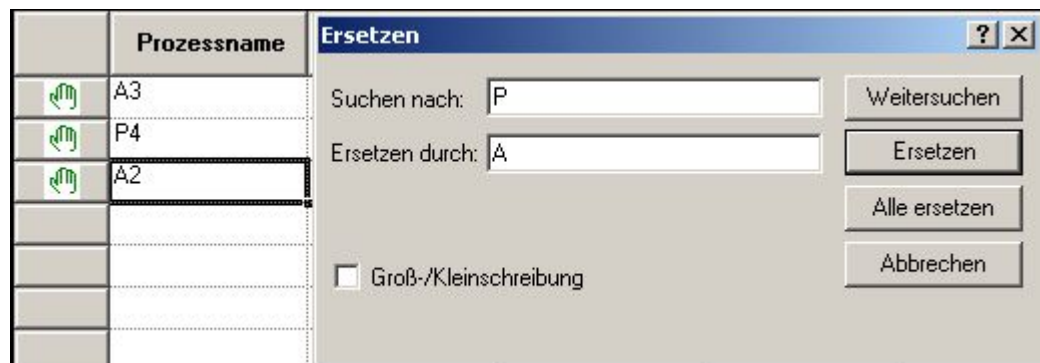 Prozessname
A3
P4
A2
Ersetzen
Suchen nach: P
Ersetzen durch: A
Groß-/Kleinschreibung
Weitersuchen
Ersetzen
Alle ersetzen
Abbrechen